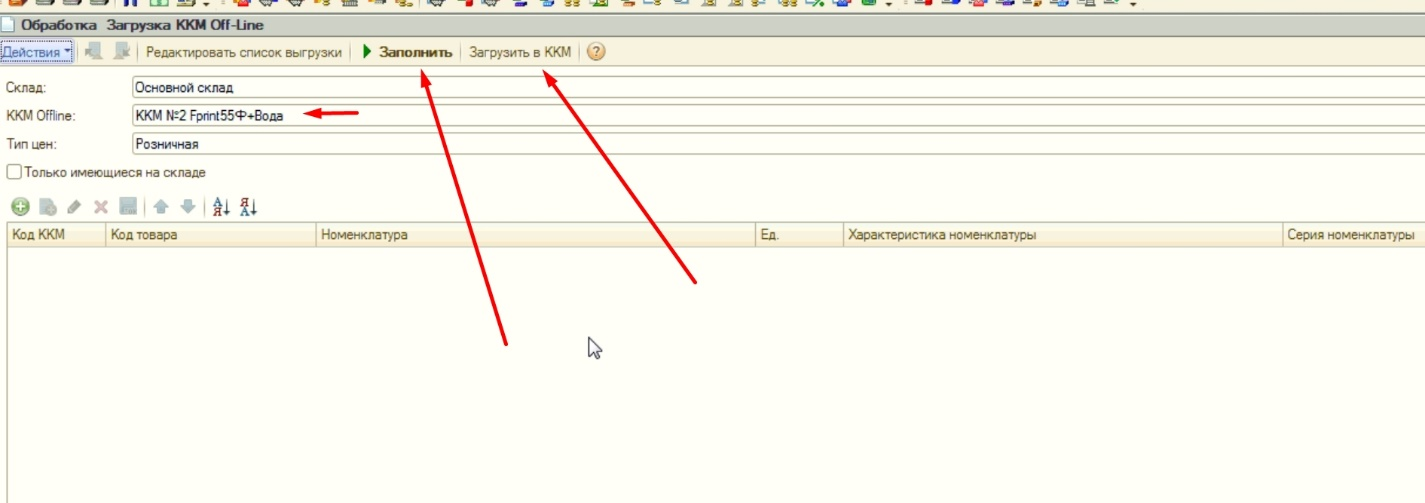 Обработка Загрузка ККМ Off-Line
Действия Редактировать список выгрузки Заполнить Загрузить в ККМ ?
Склад: Основной склад
ККМ Offline: ККМ №2 Fprint55Ф+Вода
Тип цен: Розничная
Только имеющиеся на складе
Код ККМ Код товара Номенклатура Ед. Характеристика номенклатуры Серия номенклатуры